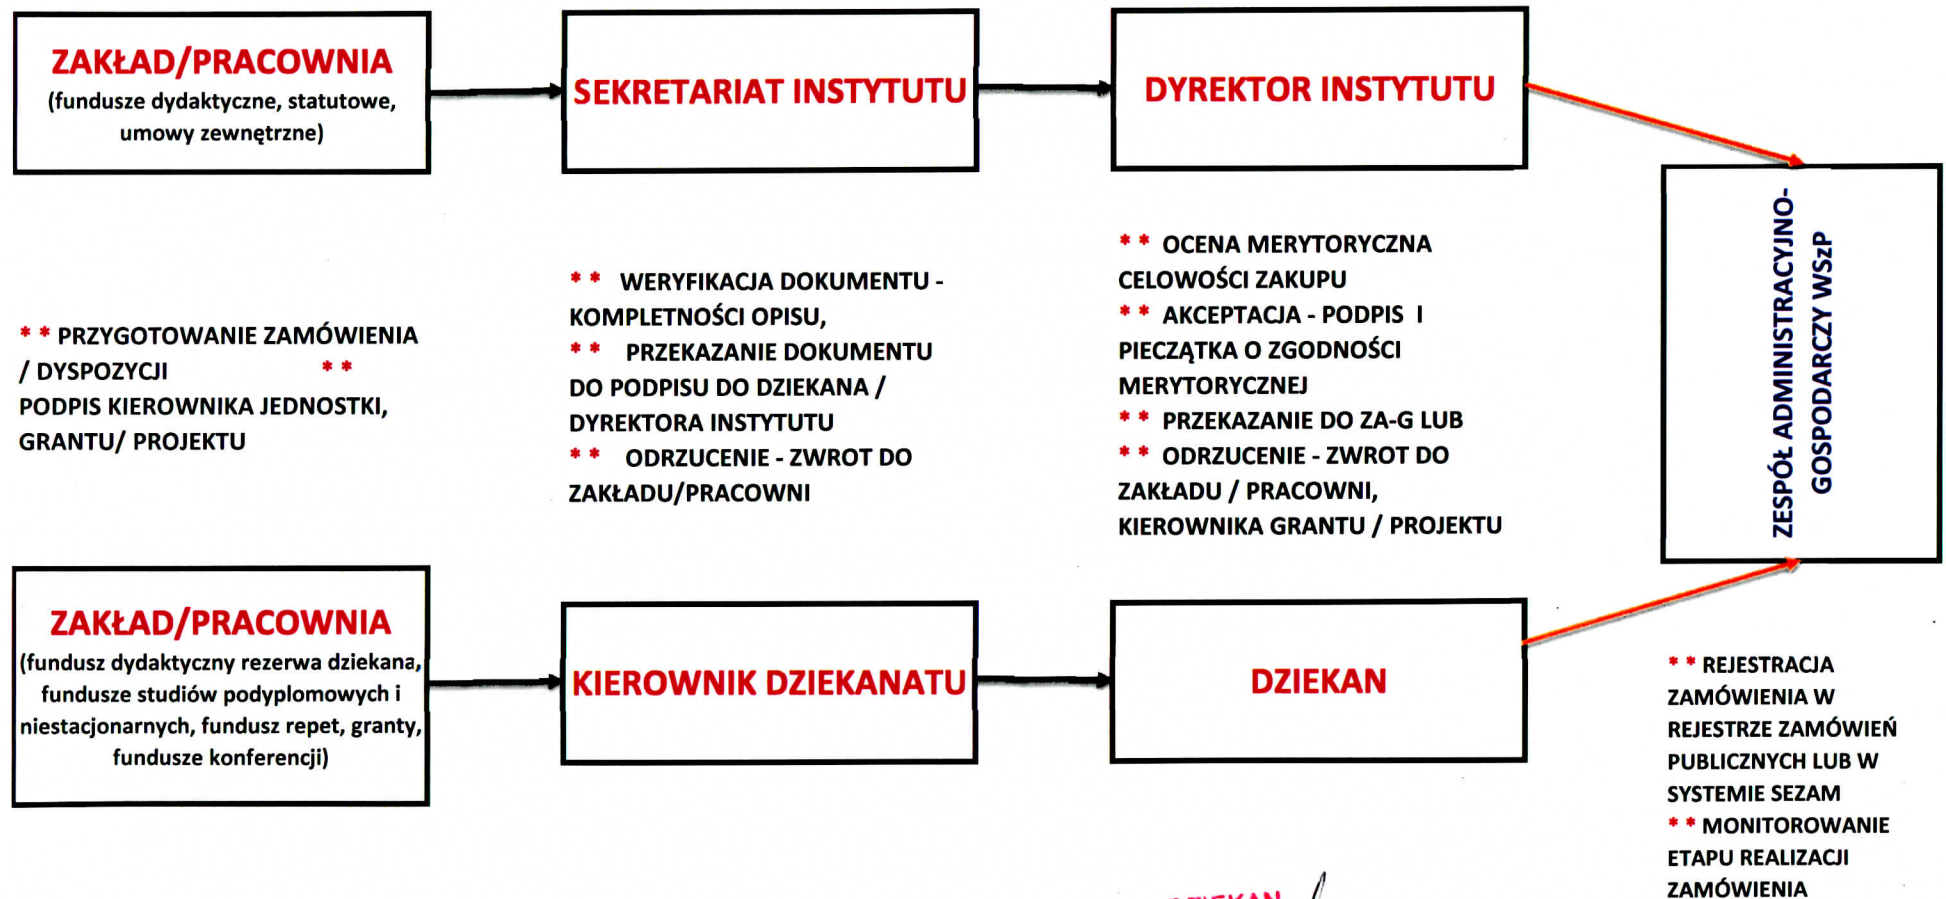 ZAKŁAD/PRACOWNIA
(fundusze dydaktyczne, statutowe,
umowy zewnętrzne)
SEKRETARIAT INSTYTUTU
DYREKTOR INSTYTUTU
ZESPÓŁ ADMINISTRACYJNO-
GOSPODARCZY WSzP
* * PRZYGOTOWANIE ZAMÓWIENIA
/ DYSPOZYCJI * *
PODPIS KIEROWNIKA JEDNOSTKI,
GRANTU/ PROJEKTU
* * WERYFIKACJA DOKUMENTU -
KOMPLETNOŚCI OPISU,
* * PRZEKAZANIE DOKUMENTU
DO PODPISU DO DZIEKANA /
DYREKTORA INSTYTUTU
* * ODRZUCENIE - ZWROT DO
ZAKŁADU/PRACOWNI
* * OCENA MERYTORYCZNA
CELOWOŚCI ZAKUPU
* * AKCEPTACJA - PODPIS I
PIECZĄTKA O ZGODNOŚCI
MERYTORYCZNEJ
* * PRZEKAZANIE DO ZA-G LUB
* * ODRZUCENIE - ZWROT DO
ZAKŁADU / PRACOWNI,
KIEROWNIKA GRANTU / PROJEKTU
ZAKŁAD/PRACOWNIA
(fundusz dydaktyczny rezerwa dziekana,
fundusze studiów podyplomowych i
niestacjonarnych, fundusz repet, granty,
fundusze konferencji)
KIEROWNIK DZIEKANATU
DZIEKAN
* * REJESTRACJA
ZAMÓWIENIA W
REJESTRZE ZAMÓWIEŃ
PUBLICZNYCH LUB W
SYSTEMIE SEZAM
* * MONITOROWANIE
ETAPU REALIZACJI
ZAMÓWIENIA
DZIEKAN